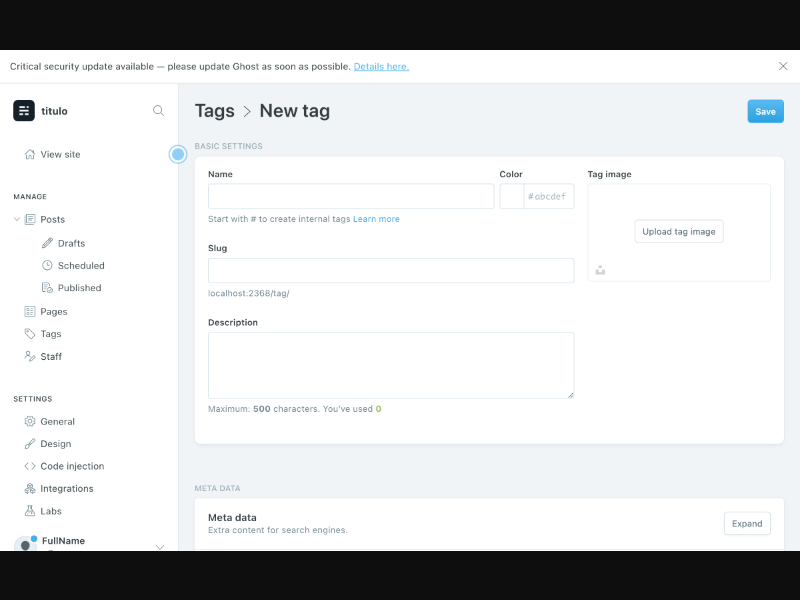 Critical security update available — please update Ghost as soon as possible. Details here.
titulo
Tags > New tag
Save
View site
BASIC SETTINGS
Name
Color
Tag image
#abcdef
Upload tag image
Start with # to create internal tags Learn more
Slug
localhost:2368/tag/
Description
Maximum: 500 characters. You've used 0
MANAGE
Posts
Drafts
Scheduled
Published
Pages
Tags
Staff
SETTINGS
General
Design
Code injection
Integrations
Labs
FullName
META DATA
Meta data
Extra content for search engines.
Expand